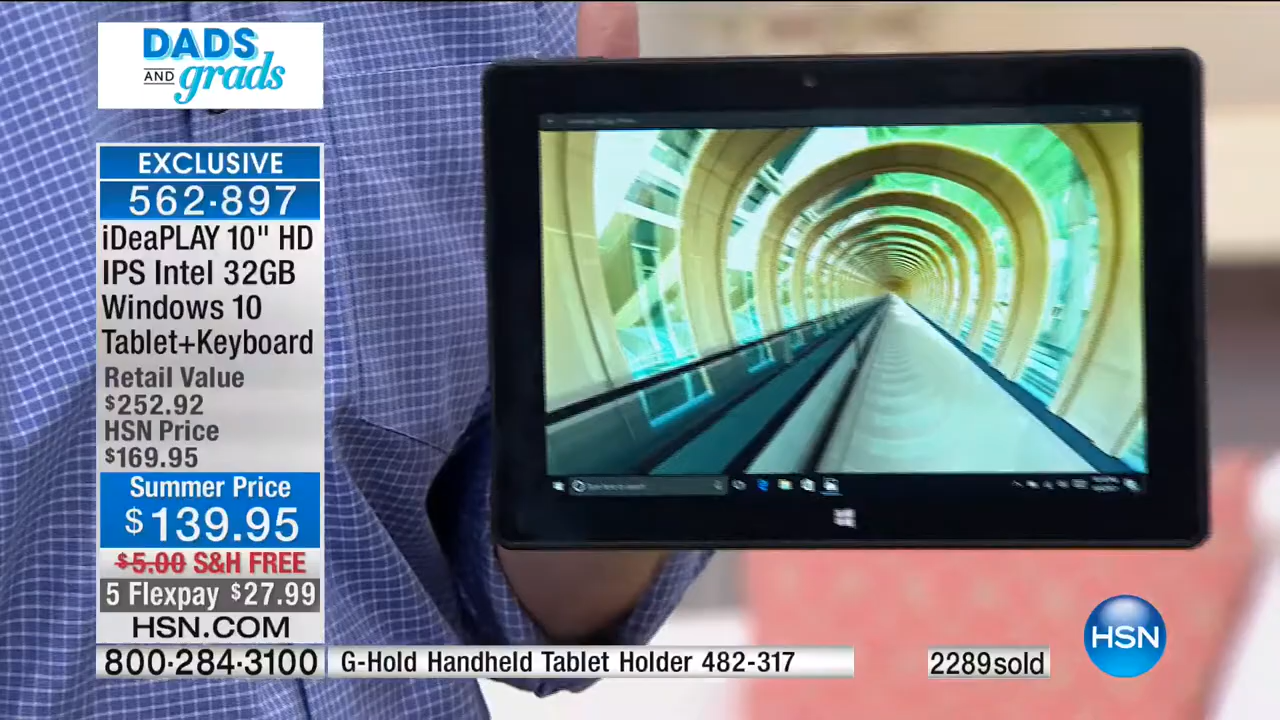 DADS
AND grads
EXCLUSIVE
562-897
iDeaPLAY 10" HD
IPS Intel 32GB
Windows 10
Tablet+Keyboard
Retail Value
$252.92
HSN Price
$169.95
Summer Price
$139.95
$5.00 S&H FREE
5 Flexpay $27.99
HSN.COM
800-284-3100
G-Hold Handheld Tablet Holder 482-317
2289sold
HSN